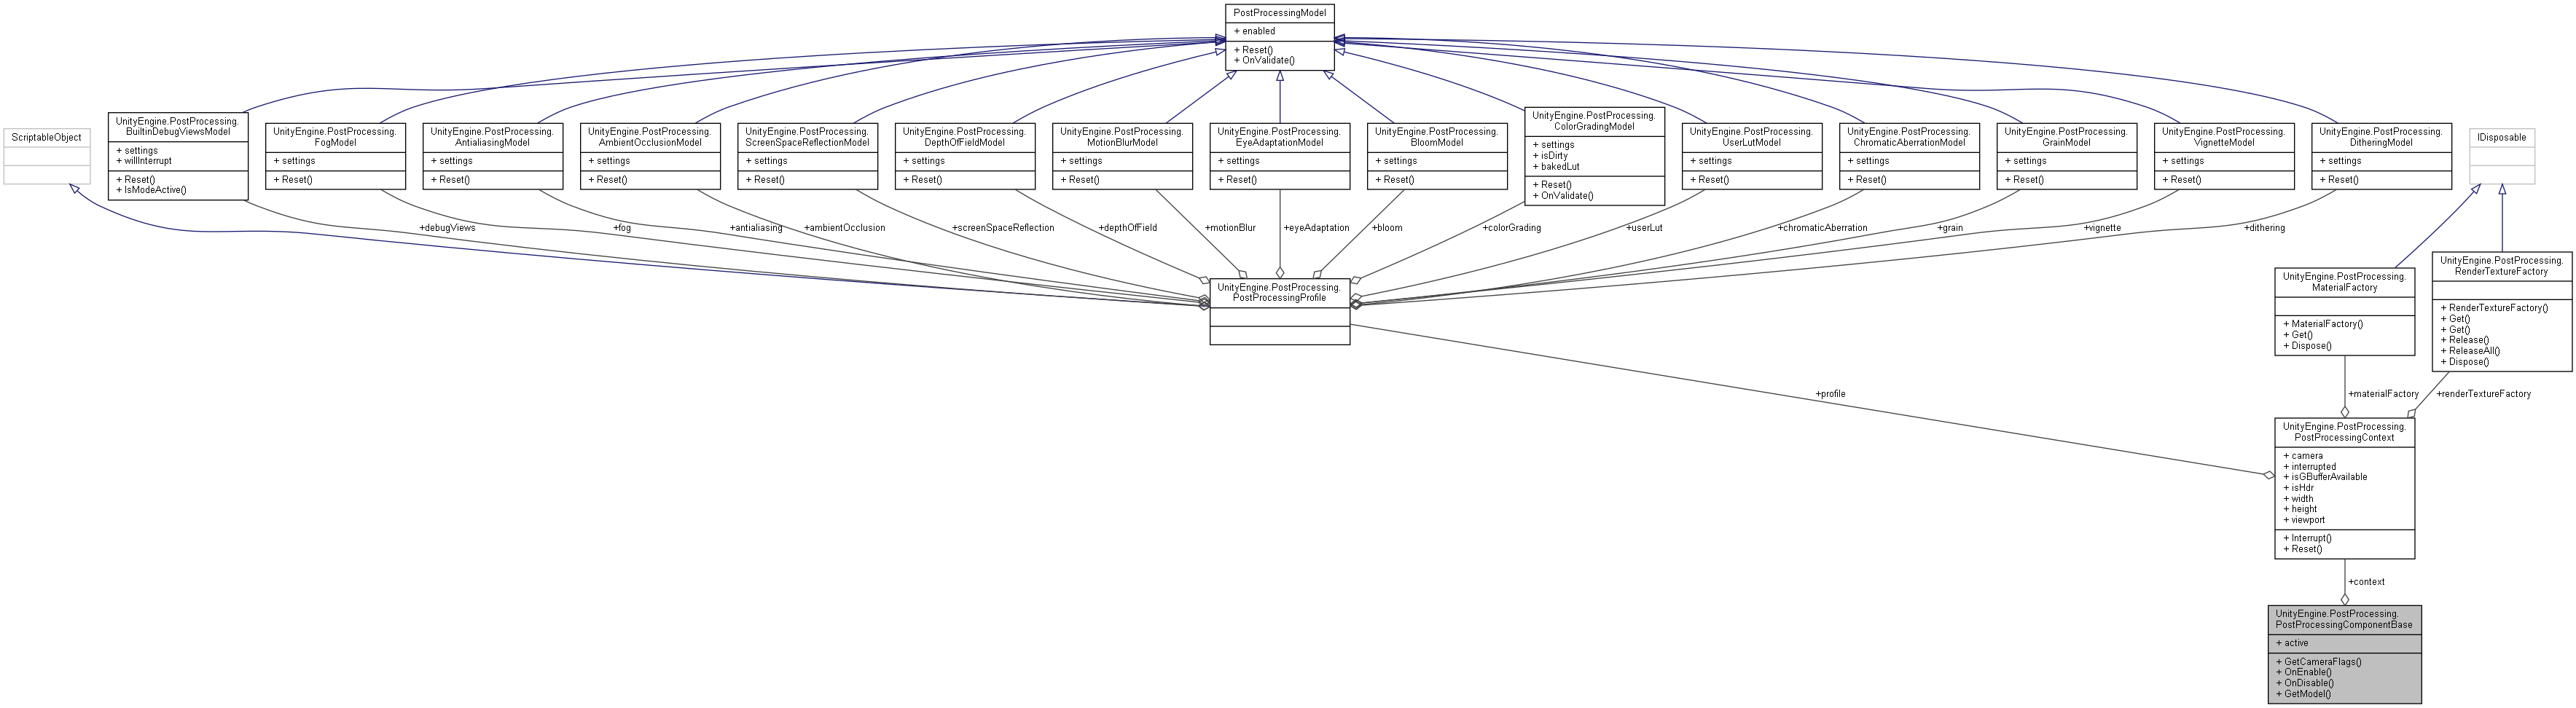 PostProcessingModel
+ enabled
+ Reset()
+ OnValidate()
ScriptableObject
UnityEngine.PostProcessing.
BuiltinDebugViewsModel
+ settings
+ willInterrupt
+ Reset()
+ IsModeActive()
UnityEngine.PostProcessing.
FogModel
+ settings
+ Reset()
UnityEngine.PostProcessing.
AntialiasingModel
+ settings
+ Reset()
UnityEngine.PostProcessing.
AmbientOcclusionModel
+ settings
+ Reset()
UnityEngine.PostProcessing.
ScreenSpaceReflectionModel
+ settings
+ Reset()
UnityEngine.PostProcessing.
DepthOfFieldModel
+ settings
+ Reset()
UnityEngine.PostProcessing.
MotionBlurModel
+ settings
+ Reset()
UnityEngine.PostProcessing.
EyeAdaptationModel
+ settings
+ Reset()
UnityEngine.PostProcessing.
BloomModel
+ settings
+ Reset()
UnityEngine.PostProcessing.
ColorGradingModel
+ settings
+ isDirty
+ bakedLut
+ Reset()
+ OnValidate()
UnityEngine.PostProcessing.
UserLutModel
+ settings
+ Reset()
UnityEngine.PostProcessing.
ChromaticAberrationModel
+ settings
+ Reset()
UnityEngine.PostProcessing.
GrainModel
+ settings
+ Reset()
UnityEngine.PostProcessing.
VignetteModel
+ settings
+ Reset()
UnityEngine.PostProcessing.
DitheringModel
+ settings
+ Reset()
IDisposable
+debugViews
+fog
+antialiasing
+ambientOcclusion
+screenSpaceReflection
+depthOfField
+motionBlur
+eyeAdaptation
+bloom
+colorGrading
+userLut
+chromaticAberration
+grain
+vignette
+dithering
UnityEngine.PostProcessing.
PostProcessingProfile
UnityEngine.PostProcessing.
MaterialFactory
+ MaterialFactory()
+ Get()
+ Dispose()
UnityEngine.PostProcessing.
RenderTextureFactory
+ RenderTextureFactory()
+ Get()
+ Get()
+ Release()
+ ReleaseAll()
+ Dispose()
+profile
+materialFactory
+renderTextureFactory
UnityEngine.PostProcessing.
PostProcessingContext
+ camera
+ interrupted
+ isGBufferAvailable
+ isHdr
+ width
+ height
+ viewport
+ Interrupt()
+ Reset()
+context
UnityEngine.PostProcessing.
PostProcessingComponentBase
+ active
+ GetCameraFlags()
+ OnEnable()
+ OnDisable()
+ GetModel()